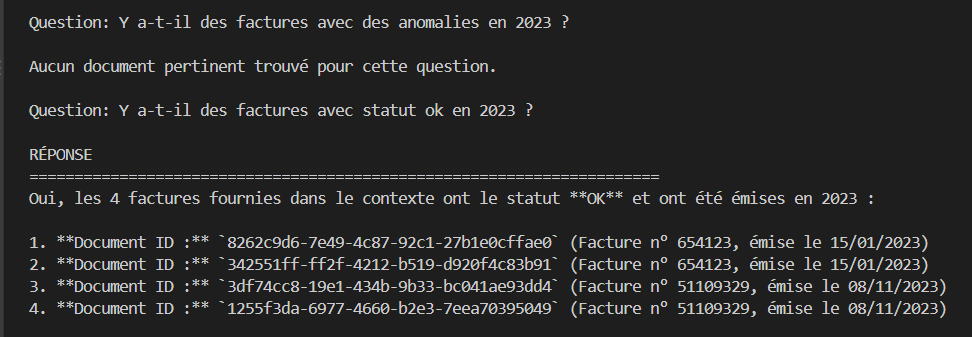 Question: Y a-t-il des factures avec des anomalies en 2023 ?
Aucun document pertinent trouvé pour cette question.
Question: Y a-t-il des factures avec statut ok en 2023 ?
RÉPONSE
======================================================================
Oui, les 4 factures fournies dans le contexte ont le statut **OK** et ont été émises en 2023 :
1. **Document ID :** `8262c9d6-7e49-4c87-92c1-27b1e0cffae0` (Facture n° 654123, émise le 15/01/2023)
2. **Document ID :** `342551ff-ff2f-4212-b519-d920f4c83b91` (Facture n° 654123, émise le 15/01/2023)
3. **Document ID :** `3df74cc8-19e1-434b-9b33-bc041ae93dd4` (Facture n° 51109329, émise le 08/11/2023)
4. **Document ID :** `1255f3da-6977-4660-b2e3-7eea70395049` (Facture n° 51109329, émise le 08/11/2023)